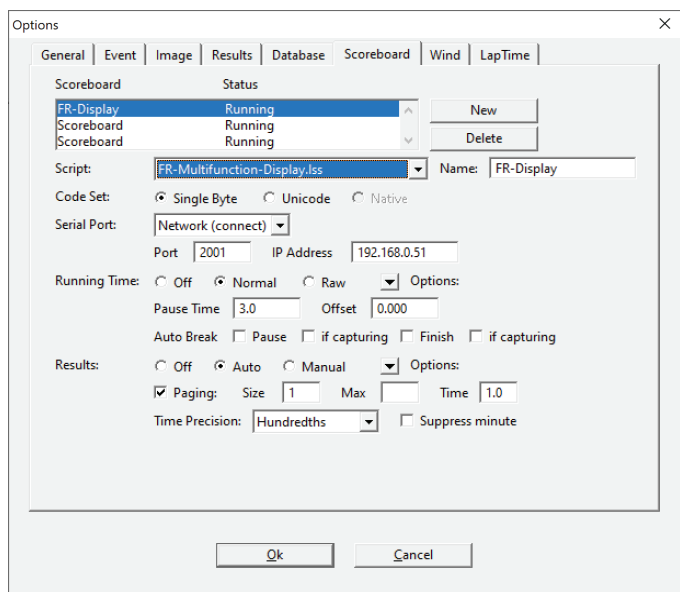 Options
General Event Image Results Database Scoreboard Wind LapTime
Scoreboard Status
FR-Display Running
Scoreboard Running
Scoreboard Running
New
Delete
Script: FR-Multifunction-Display.lss Name: FR-Display
Code Set: Single Byte Unicode Native
Serial Port: Network (connect)
Port 2001 IP Address 192.168.0.51
Running Time: Off Normal Raw Options:
Pause Time 3.0 Offset 0.000
Auto Break Pause if capturing Finish if capturing
Results: Off Auto Manual Options:
Paging: Size 1 Max Time 1.0
Time Precision: Hundredths Suppress minute
Ok Cancel